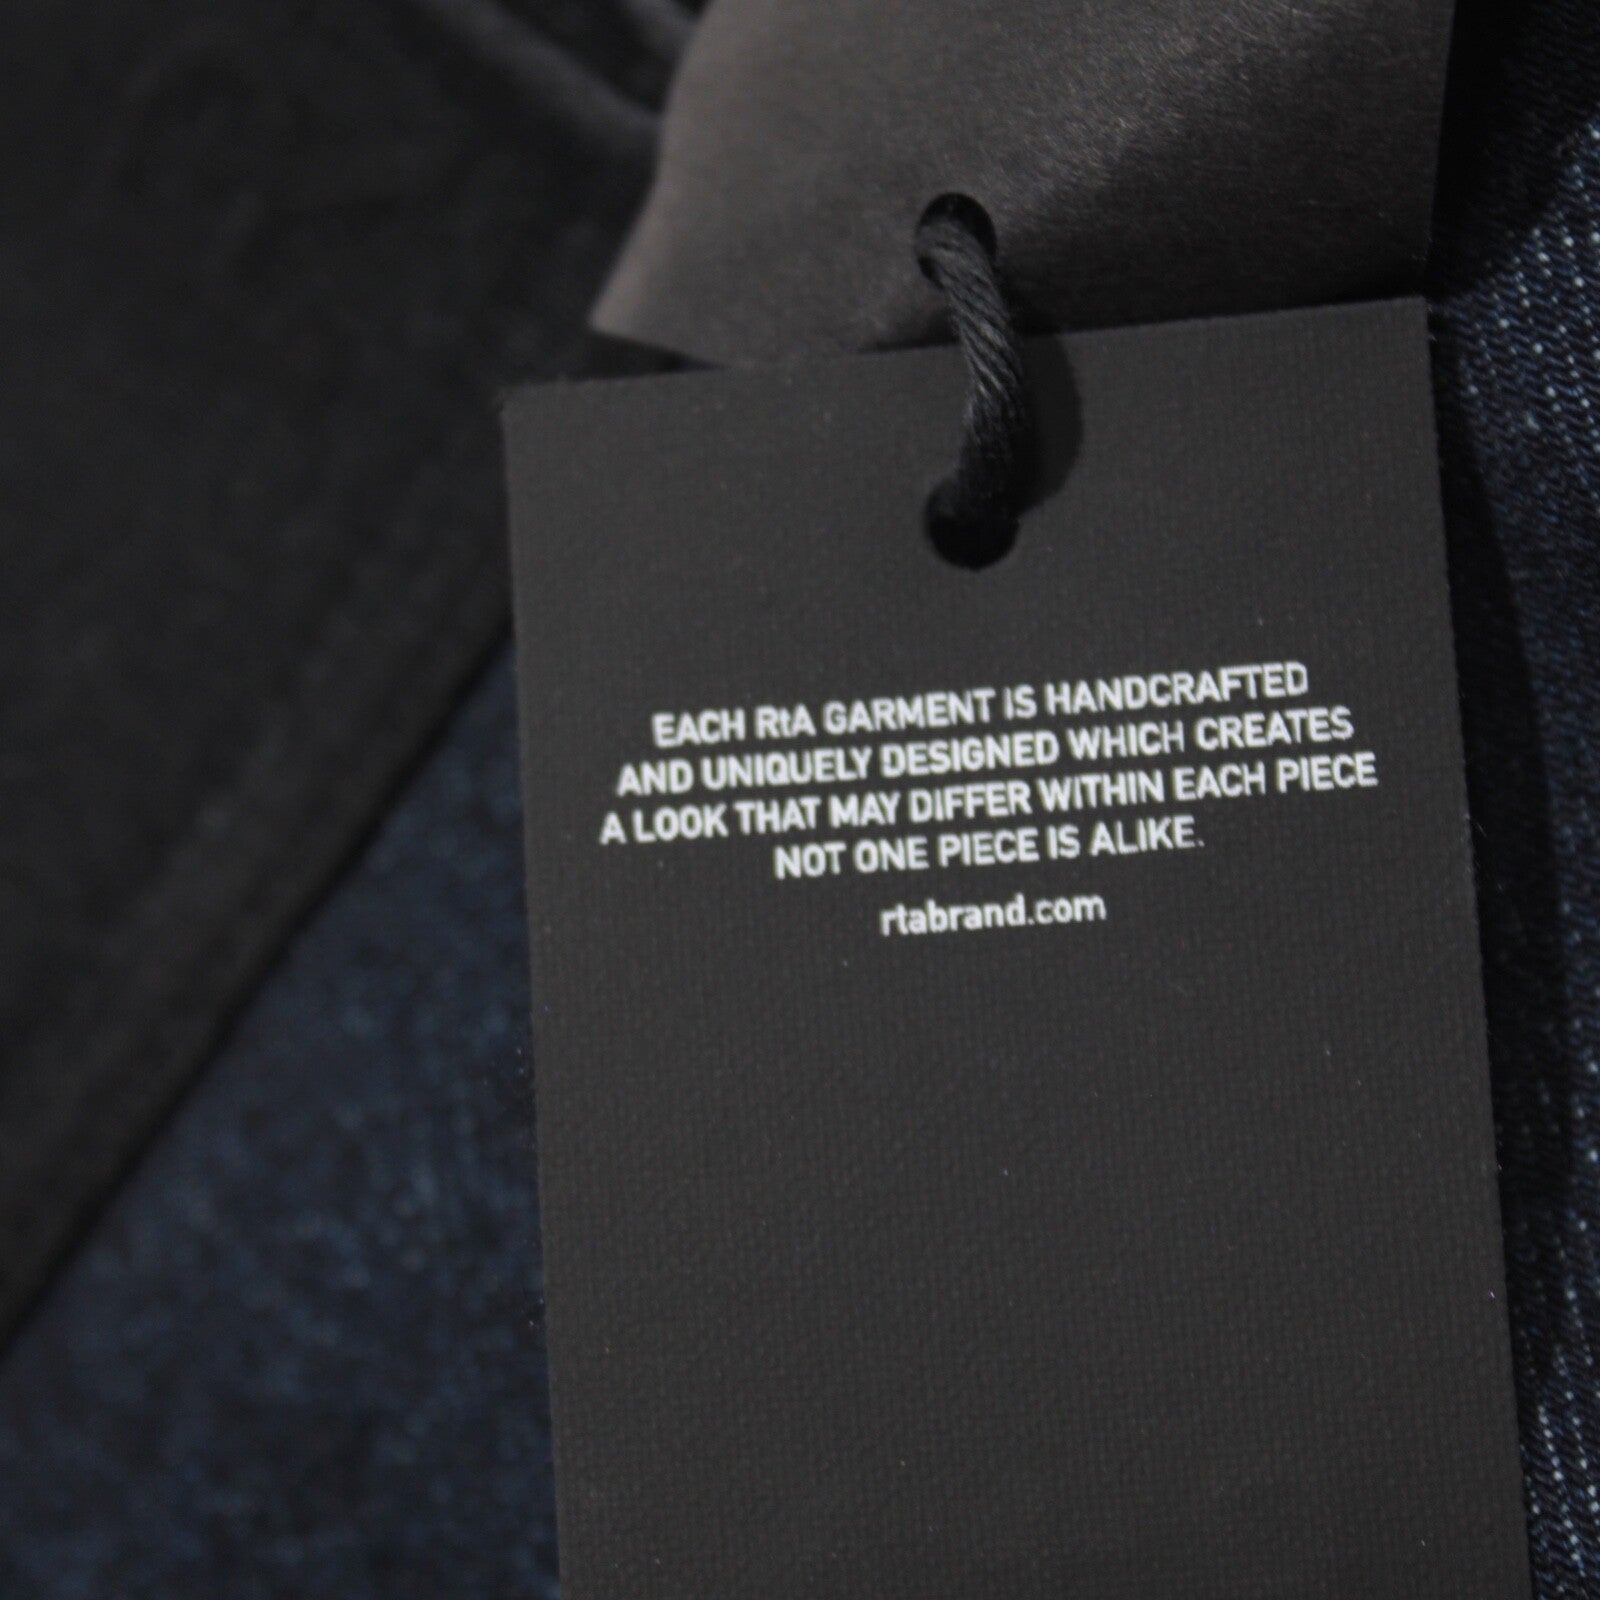 EACH RtA GARMENT IS HANDCRAFTED
AND UNIQUELY DESIGNED WHICH CREATES
A LOOK THAT MAY DIFFER WITHIN EACH PIECE
NOT ONE PIECE IS ALIKE.
rtabrand.com